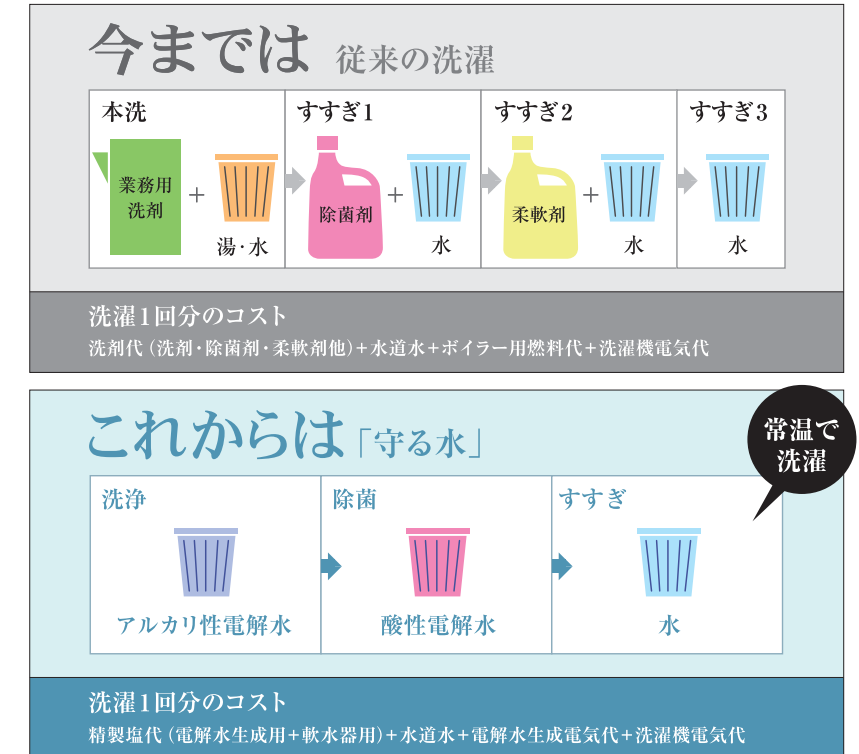 今までは 従来の洗濯
本洗
業務用
洗剤
+
湯・水
すすぎ1
除菌剤
+
水
すすぎ2
柔軟剤
+
水
すすぎ3
水
洗濯1回分のコスト
洗剤代（洗剤・除菌剤・柔軟剤他）+水道水+ボイラー用燃料代+洗濯機電気代
これからは「守る水」
常温で
洗濯
洗浄
アルカリ性電解水
除菌
酸性電解水
すすぎ
水
洗濯1回分のコスト
精製塩代（電解水生成用+軟水器用）+水道水+電解水生成電気代+洗濯機電気代